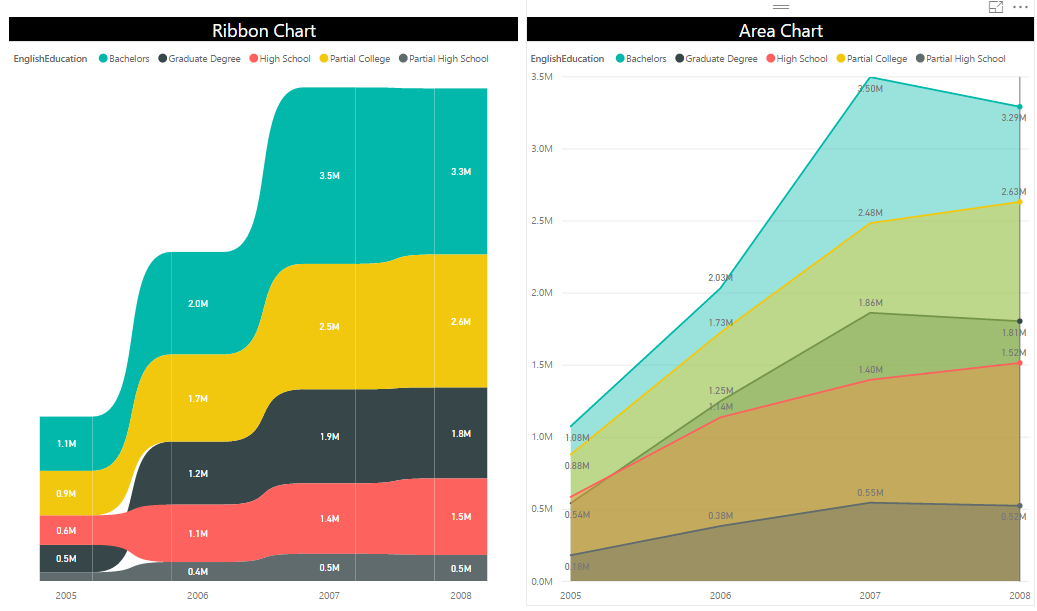 Ribbon Chart
EnglishEducation Bachelors Graduate Degree High School Partial College Partial High School
3.5M 3.3M
2.0M
2.5M 2.6M
1.7M
1.1M 1.9M 1.8M
0.9M 1.2M
0.6M 1.1M 1.4M 1.5M
0.5M 0.4M 0.5M 0.5M
2005 2006 2007 2008
Area Chart
EnglishEducation Bachelors Graduate Degree High School Partial College Partial High School
3.5M
3.50M
3.29M
3.0M
2.63M
2.5M
2.48M
2.03M
2.0M
1.86M
1.73M
1.81M
1.5M
1.52M
1.40M
1.25M
1.14M
1.0M
1.08M
0.88M
0.55M
0.5M
0.54M
0.38M
0.52M
0.18M
0.0M
2005 2006 2007 2008